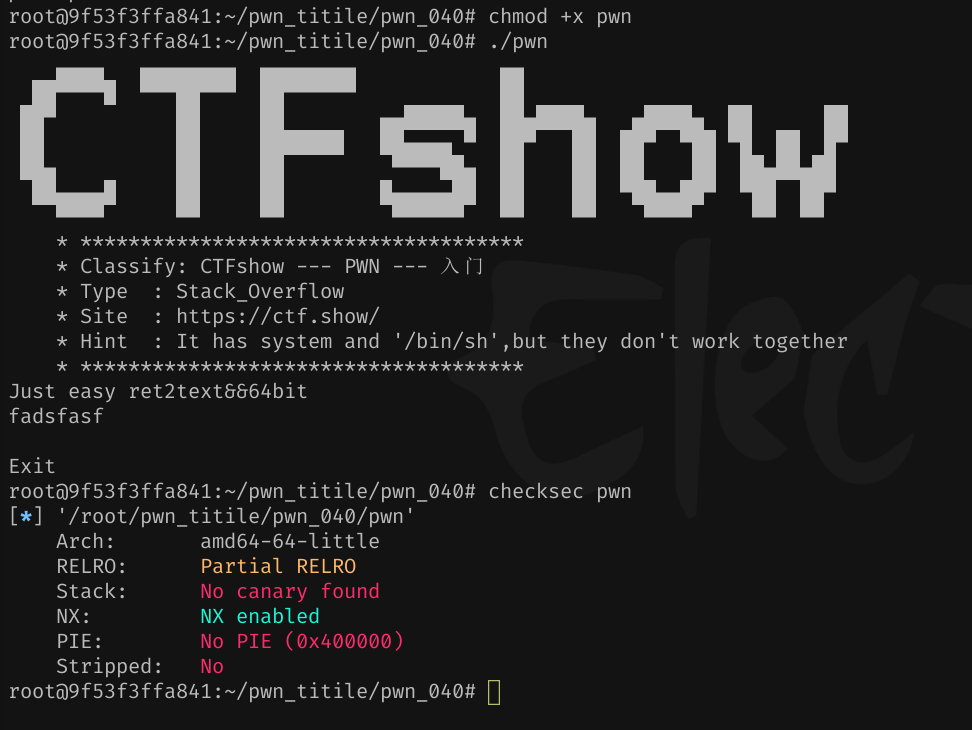 root@9f53f3ffa841:~/pwn_titile/pwn_040# chmod +x pwn
root@9f53f3ffa841:~/pwn_titile/pwn_040# ./pwn
CTFshow
* *************************************
* Classify: CTFshow --- PWN --- 入门
* Type  : Stack_Overflow
* Site  : https://ctf.show/
* Hint  : It has system and '/bin/sh',but they don't work together
* *************************************
Just easy ret2text&&64bit
fadsfasf
Exit
root@9f53f3ffa841:~/pwn_titile/pwn_040# checksec pwn
[*] '/root/pwn_titile/pwn_040/pwn'
Arch:       amd64-64-little
RELRO:      Partial RELRO
Stack:      No canary found
NX:         NX enabled
PIE:        No PIE (0x400000)
Stripped:   No
root@9f53f3ffa841:~/pwn_titile/pwn_040#
Elec